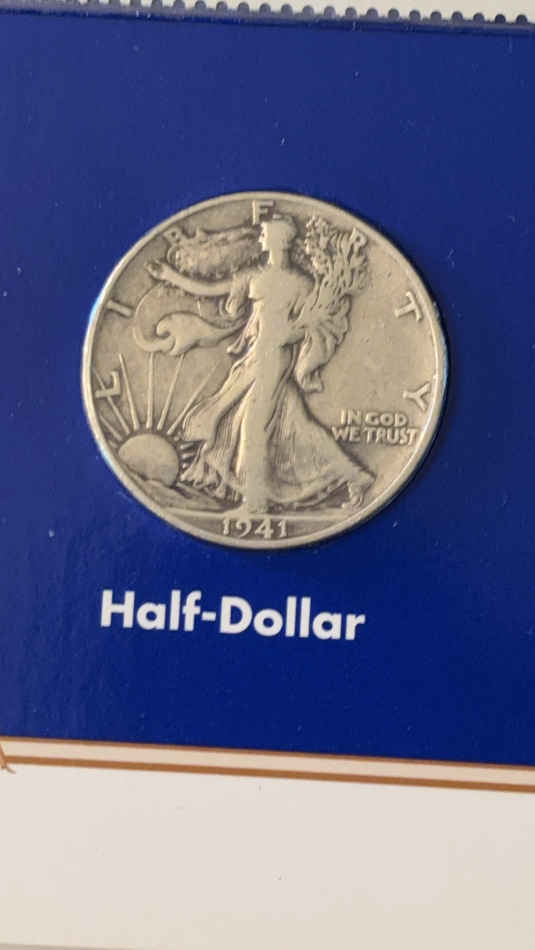 LIBERTY
IN GOD
WE TRUST
1941
Half-Dollar